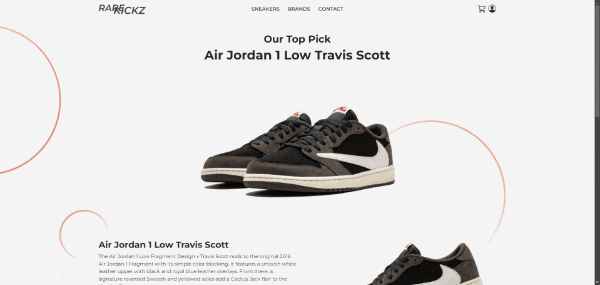 RARE
KICKZ
SNEAKERS BRANDS CONTACT
Our Top Pick
Air Jordan 1 Low Travis Scott
Air Jordan 1 Low Travis Scott
The Air Jordan 1 Low Fragment Design x Travis Scott nods to the original 2016
Air Jordan 1 Fragment with its simple color blocking. It features a smooth white
leather upper with black and royal blue leather overlays. From there, a
signature reversed Swoosh and yellowed soles add a Cactus Jack flair to the